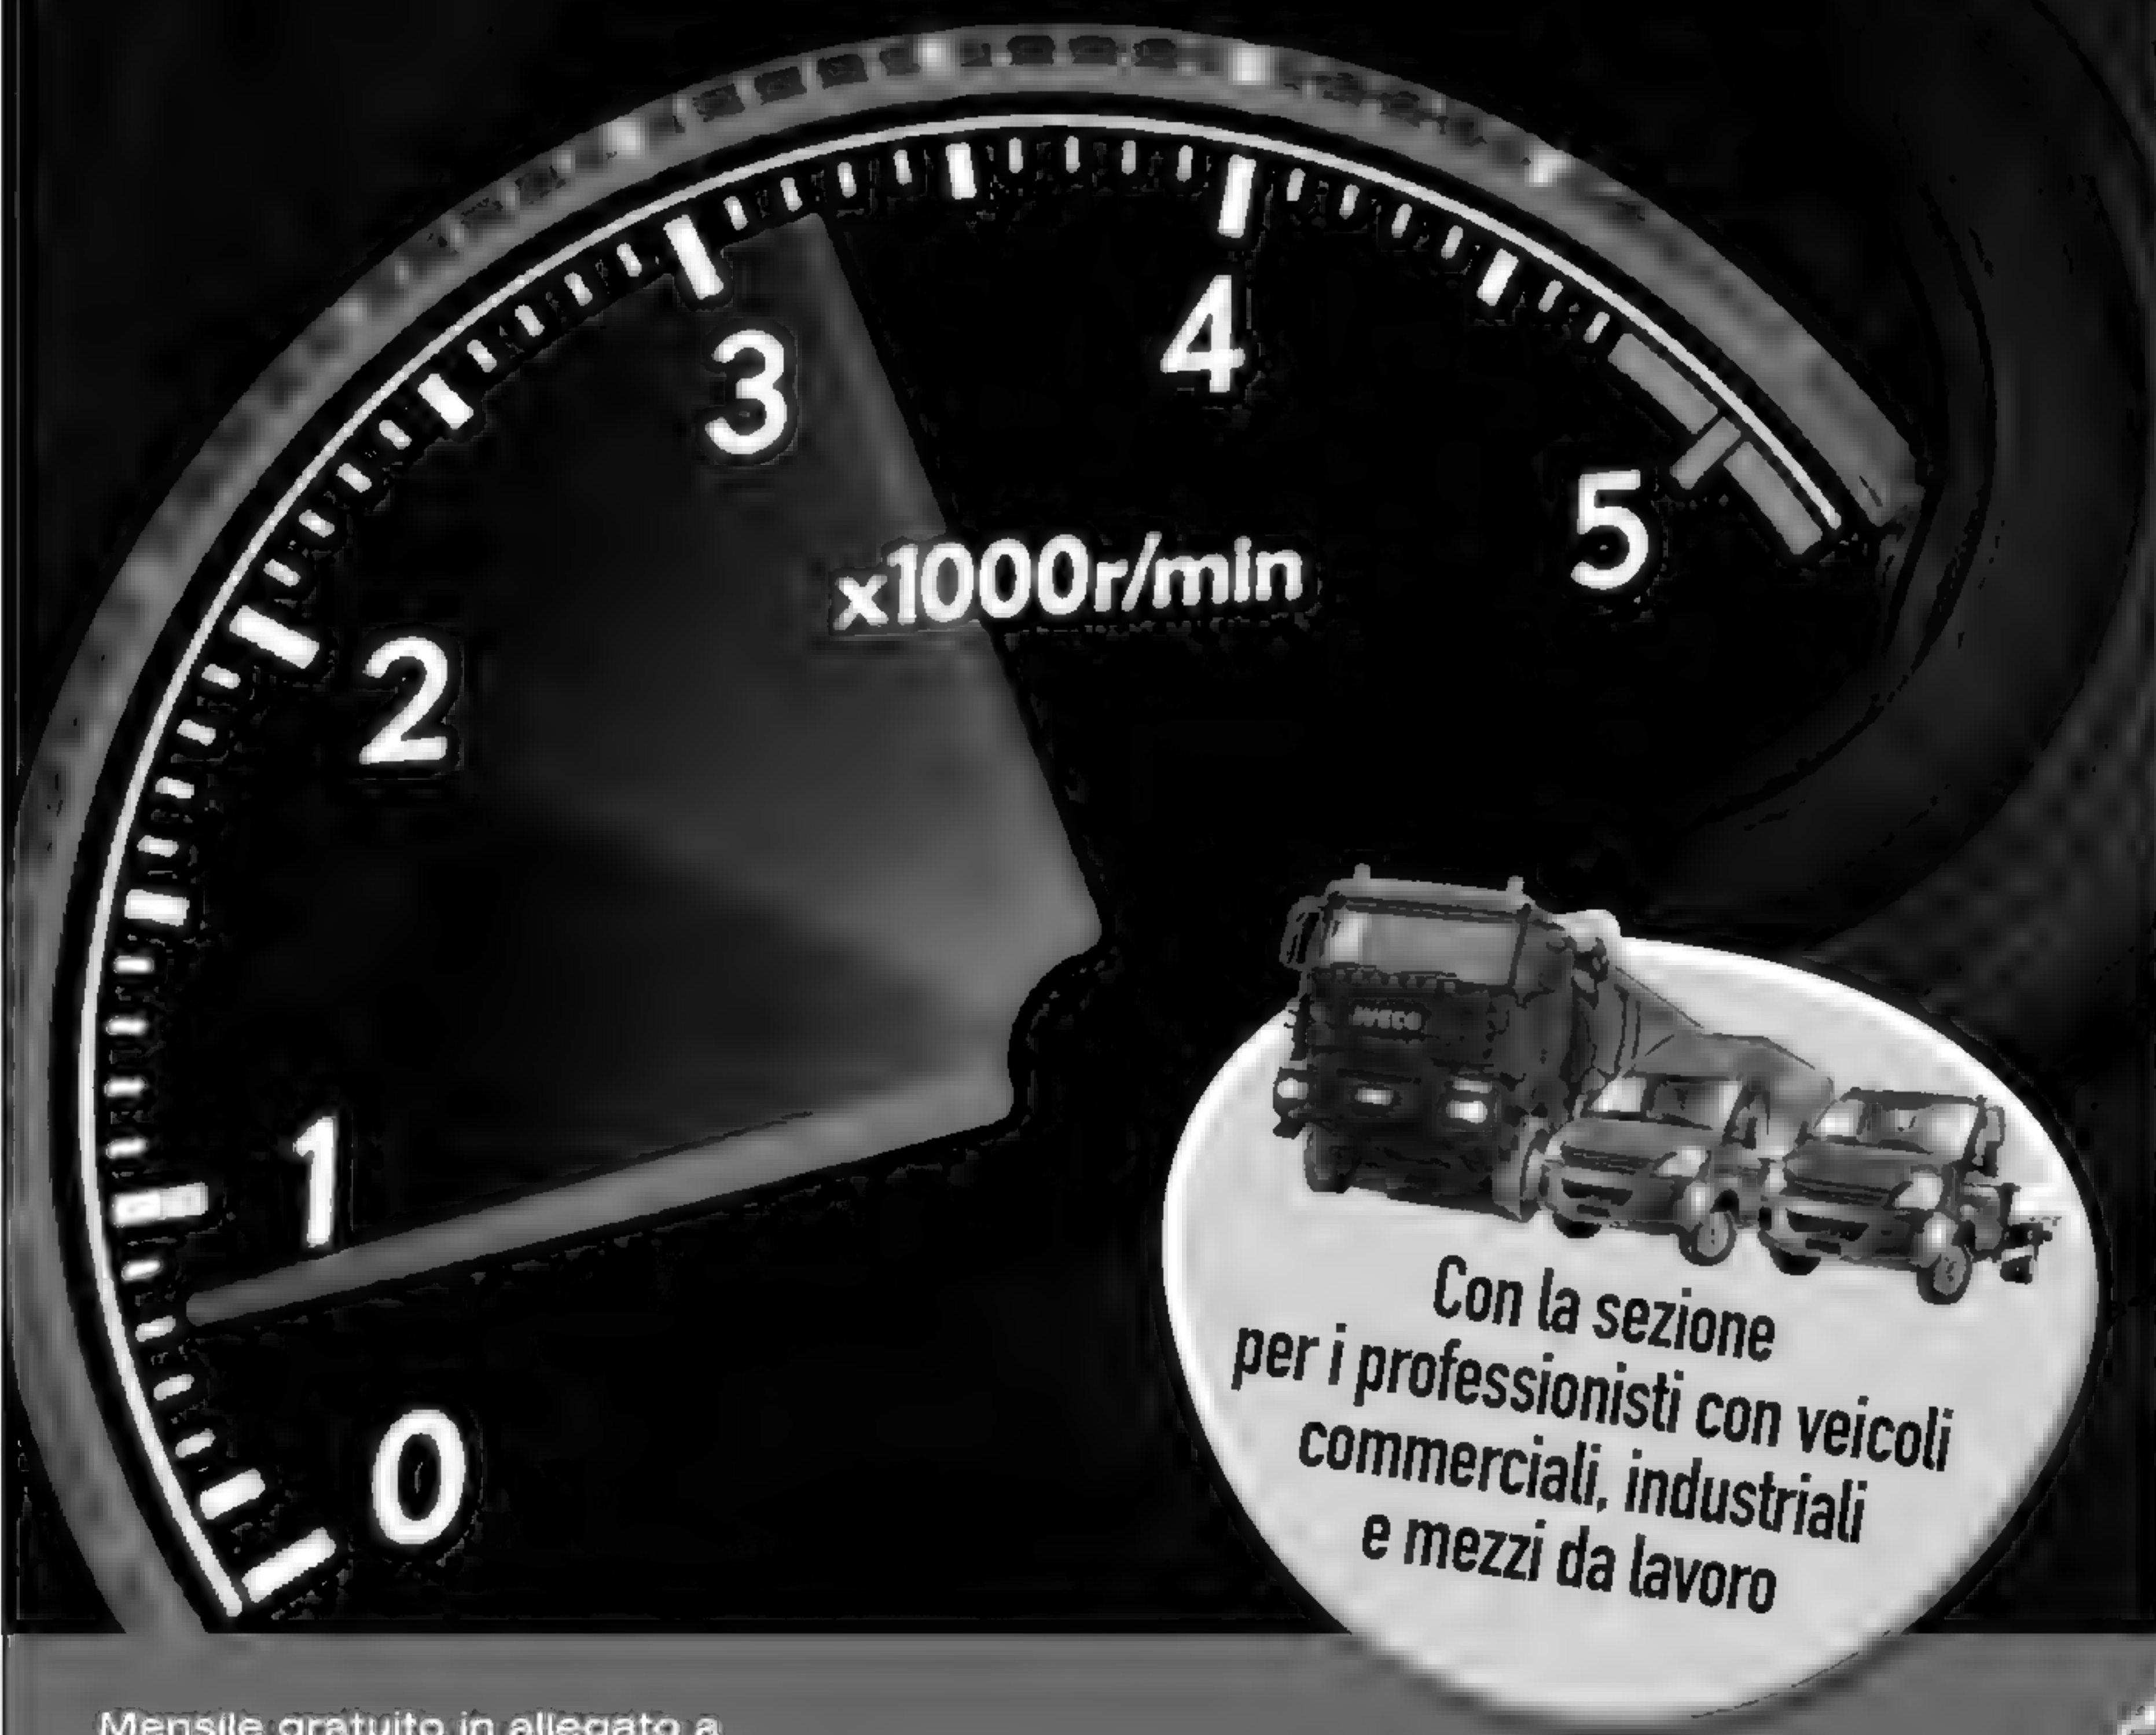 3
4
5
x1000r/min
2
1
0
IVECO
Con la sezione
per i professionisti con veicoli
commerciali, industriali
e mezzi da lavoro
Mensile gratuito in allegato a